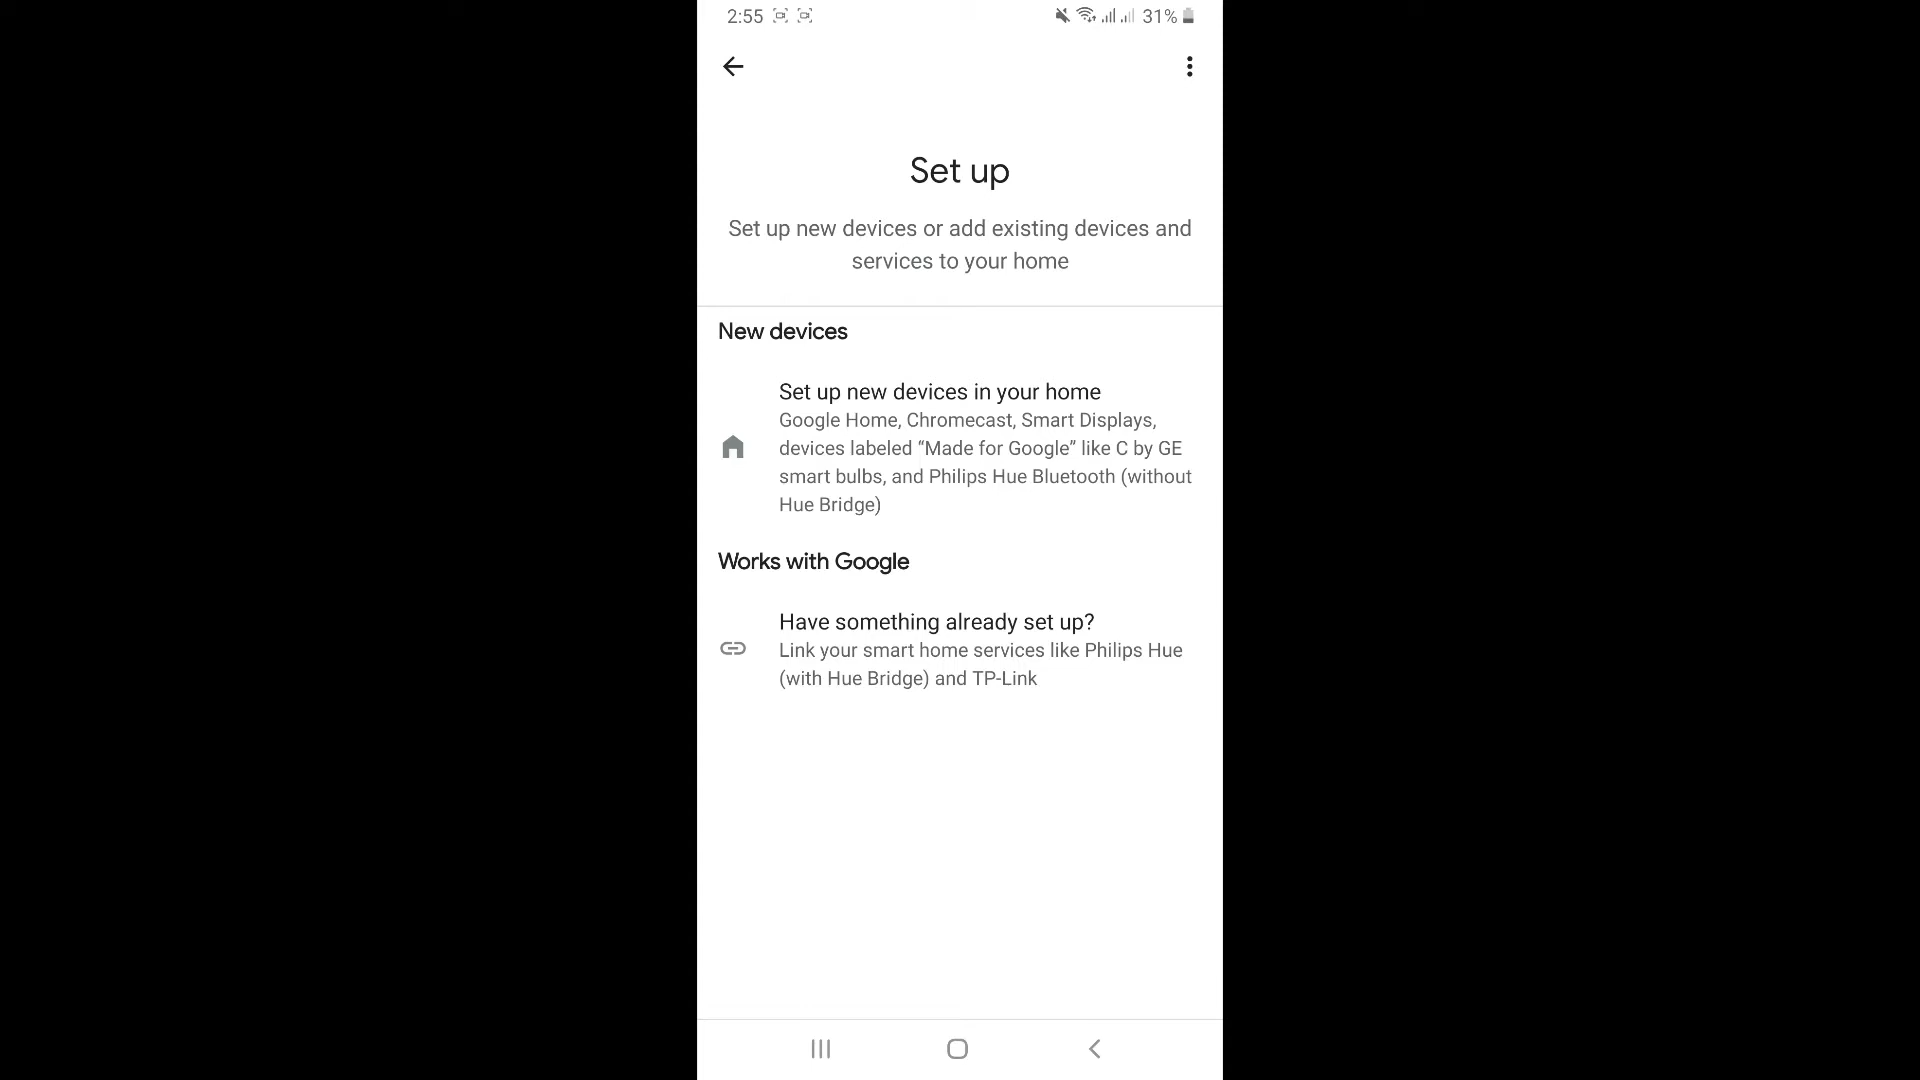 2:55
31%
Set up
Set up new devices or add existing devices and
services to your home
New devices
Set up new devices in your home
Google Home, Chromecast, Smart Displays,
devices labeled “Made for Google” like C by GE
smart bulbs, and Philips Hue Bluetooth (without
Hue Bridge)
Works with Google
Have something already set up?
Link your smart home services like Philips Hue
(with Hue Bridge) and TP-Link